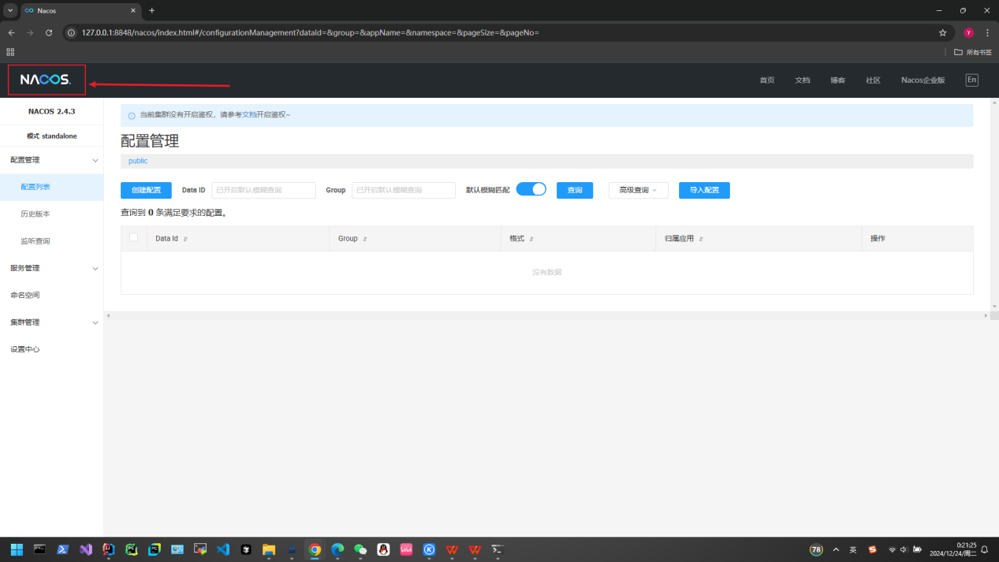 Nacos
127.0.0.1:8848/nacos/index.html#/configurationManagement?dataId=&group=&appName=&namespace=&pageSize=&pageNo=
y
所有书签
NACOS.
首页 文档 博客 社区 Nacos企业版 En
NACOS 2.4.3
模式 standalone
配置管理
配置列表
历史版本
监听查询
服务管理
命名空间
集群管理
设置中心
当前集群没有开启鉴权，请参考文档开启鉴权~
配置管理
public
创建配置 Data ID 已开启默认模糊查询 Group 已开启默认模糊查询 默认模糊匹配 查询 高级查询 导入配置
查询到 0 条满足要求的配置。
Data Id Group 格式 归属应用 操作
没有数据
78 英 0:21:25
2024/12/24/周二